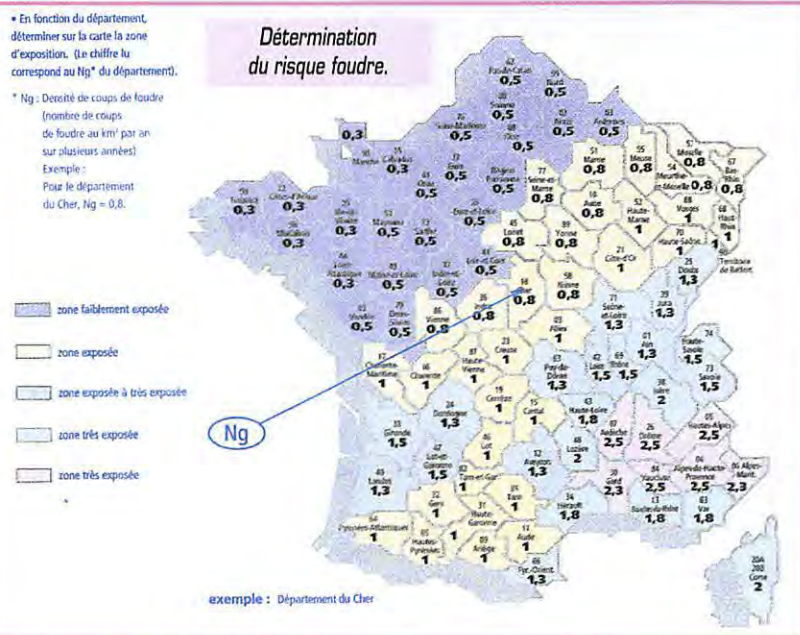 • En fonction du département,
déterminer sur la carte la zone
d'exposition. (Le chiffre lu
correspond au Ng* du département).
* Ng : Densité de coups de foudre
(nombre de coups
de foudre au km² par an
sur plusieurs années)
Exemple :
Pour le département
du Cher, Ng = 0,8.
Détermination
du risque foudre.
zone faiblement exposée
zone exposée
zone exposée à très exposée
zone très exposée
zone très exposée
Ng
62
Pas-de-Calais
0,5
59
Nord
0,5
80
Somme
0,5
76
Seine-Maritime
0,5
60
Oise
0,5
02
Aisne
0,5
Ardennes
0,5
0,3
50
Manche
Calvados
0,3
27
Eure
0,5
61
Orne
0,5
Région
Parisienne
0,5
77
Seine-et
Marne
0,8
51
Marne
0,8
55
Meuse
0,8
57
Moselle
0,8
54
Meurthe-
et-Moselle 0,8
67
Bas-
Rhin
0,8
Finistère
0,3
22
Côtes-d'Armor
0,3
Morbihan
0,3
35
Ille-et
Vilaine
0,3
53
Mayenne
0,5
72
Sarthe
0,5
Eure-et-Loir
0,5
45
Loiret
0,8
89
Yonne
0,8
10
Aube
0,8
52
Haute-
Marne
1
88
Vosges
1
68
Haut-
Rhin
1
70
Haute-Saône
1
90
Territoire
de Belfort
44
Loire-
Atlantique
0,3
49
Maine-et-Loire
0,5
37
Indre-et
Loire
0,5
41
Loir-et-Cher
0,5
18
Cher
0,8
58
Nièvre
0,8
21
Côte-d'Or
1
25
Doubs
1,3
39
Jura
1,3
85
Vendée
0,5
79
Deux-
Sèvres
0,5
86
Vienne
0,8
36
Indre
0,8
03
Allier
1
71
Saône-
et-Loire
1,3
01
Ain
1,3
74
Haute-
Savoie
1,5
17
Charente-
Maritime
1
16
Charente
1
87
Haute-
Vienne
1
23
Creuse
1
63
Puy-de-
Dôme
1,3
42
Loire
1,5
69
Rhône
1,5
73
Savoie
1,5
38
Isère
2
24
Dordogne
1,3
19
Corrèze
1
15
Cantal
1
43
Haute-Loire
1,8
07
Ardèche
2,5
26
Drôme
2,5
05
Hautes-Alpes
2,5
33
Gironde
1,5
47
Lot-et
Garonne
1,5
46
Lot
1
12
Aveyron
1,3
48
Lozère
2
30
Gard
2,3
84
Vaucluse
2,5
04
Alpes-de-Haute-
Provence
2,5
06 Alpes-
Marit.
2,3
40
Landes
1,3
32
Gers
1
82
Tarn-et-Gar.
1
81
Tarn
1
34
Hérault
1,8
13
Bouches-du-Rhône
1,3
83
Var
1,8
64
Pyrénées-Atlantiques
1
65
Hautes-
Pyrénées
1
31
Haute-
Garonne
1
09
Ariège
1
11
Aude
1
66
Pyr.-Orient.
1,3
20A
20B
Corse
2
exemple : Département du Cher